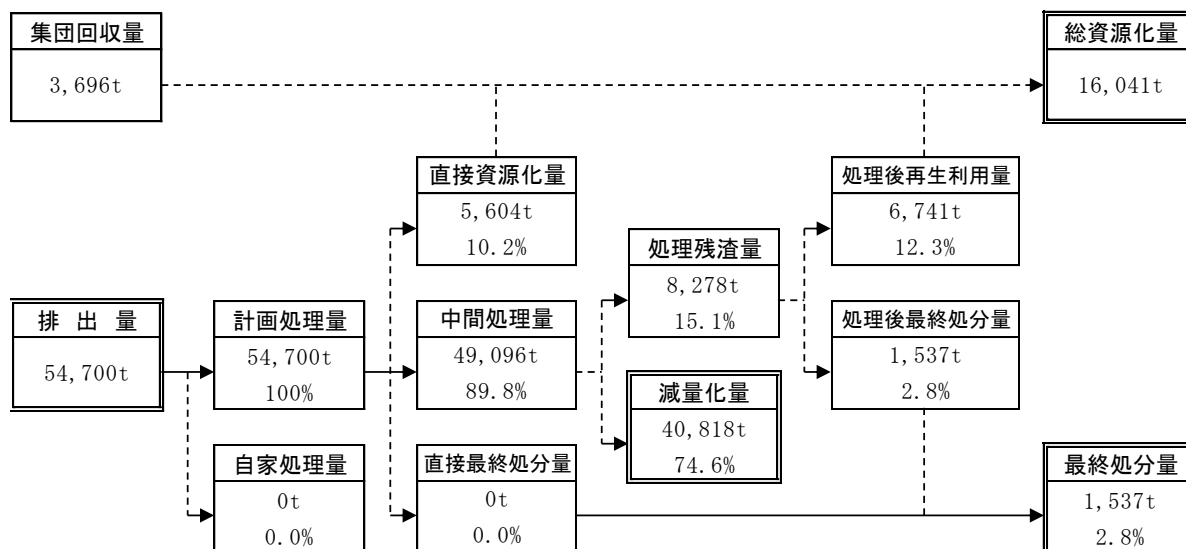 集団回収量
3,696t
総資源化量
16,041t
直接資源化量
5,604t
10.2%
処理後再生利用量
6,741t
12.3%
処理残渣量
8,278t
15.1%
排 出 量
54,700t
計画処理量
54,700t
100%
中間処理量
49,096t
89.8%
処理後最終処分量
1,537t
2.8%
減量化量
40,818t
74.6%
自家処理量
0t
0.0%
直接最終処分量
0t
0.0%
最終処分量
1,537t
2.8%